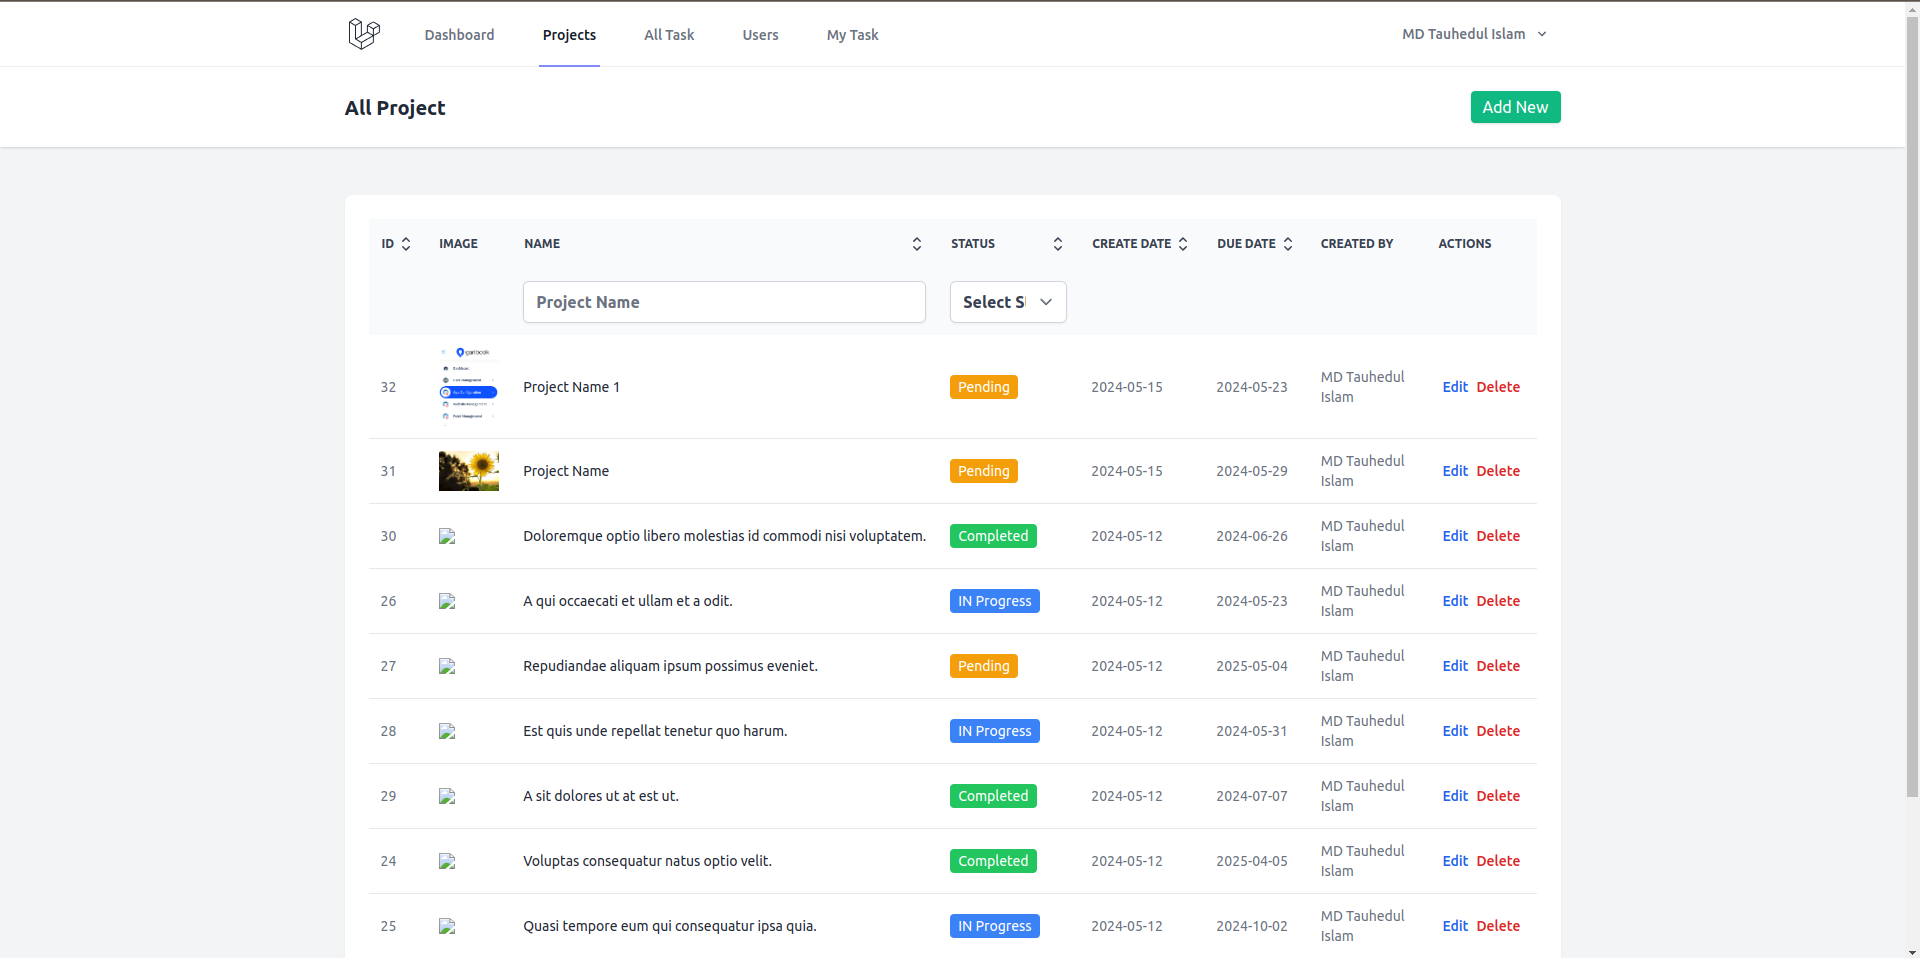 Dashboard Projects All Task Users My Task MD Tauhedul Islam
All Project Add New
ID IMAGE NAME STATUS CREATE DATE DUE DATE CREATED BY ACTIONS
Project Name Select S
32 Project Name 1 Pending 2024-05-15 2024-05-23 MD Tauhedul Islam Edit Delete
31 Project Name Pending 2024-05-15 2024-05-29 MD Tauhedul Islam Edit Delete
30 Doloremque optio libero molestias id commodi nisi voluptatem. Completed 2024-05-12 2024-06-26 MD Tauhedul Islam Edit Delete
26 A qui occaecati et ullam et a odit. IN Progress 2024-05-12 2024-05-23 MD Tauhedul Islam Edit Delete
27 Repudiandae aliquam ipsum possimus eveniet. Pending 2024-05-12 2025-05-04 MD Tauhedul Islam Edit Delete
28 Est quis unde repellat tenetur quo harum. IN Progress 2024-05-12 2024-05-31 MD Tauhedul Islam Edit Delete
29 A sit dolores ut at est ut. Completed 2024-05-12 2024-07-07 MD Tauhedul Islam Edit Delete
24 Voluptas consequatur natus optio velit. Completed 2024-05-12 2025-04-05 MD Tauhedul Islam Edit Delete
25 Quasi tempore eum qui consequatur ipsa quia. IN Progress 2024-05-12 2024-10-02 MD Tauhedul Islam Edit Delete